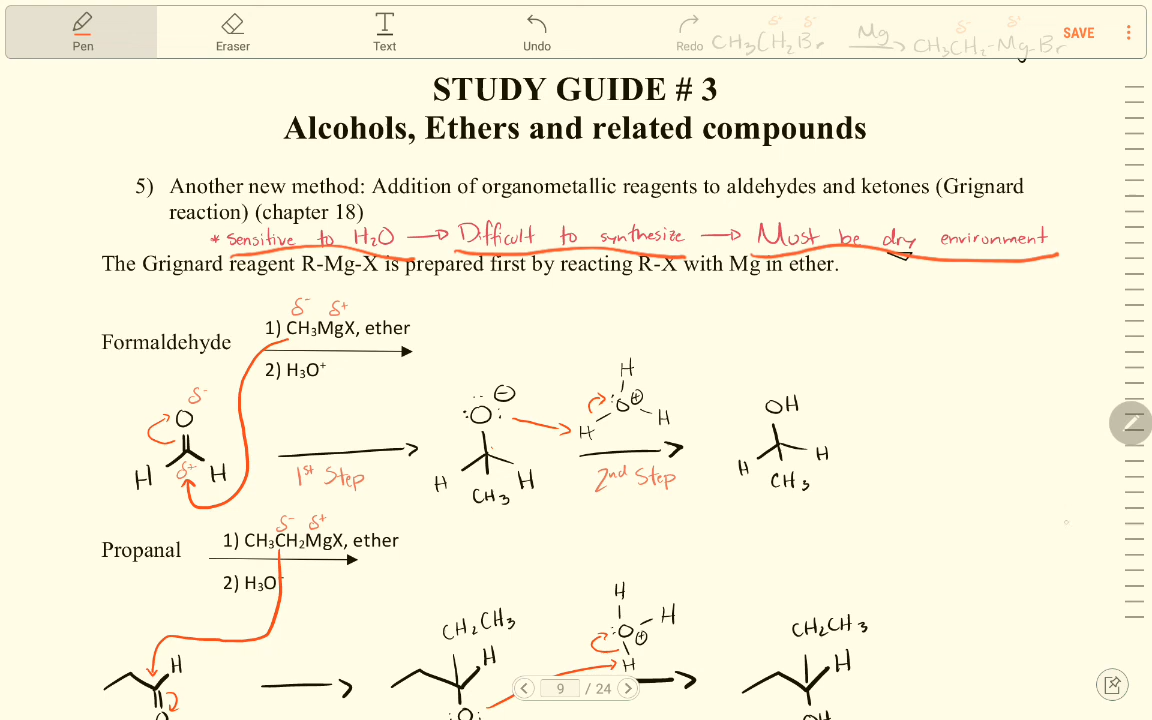 Pen Eraser Text Undo Redo SAVE
δ- δ+ δ- δ+
CH3CH2Br Mg CH3CH2-Mg-Br
STUDY GUIDE # 3
Alcohols, Ethers and related compounds
5) Another new method: Addition of organometallic reagents to aldehydes and ketones (Grignard
reaction) (chapter 18)
* sensitive to H2O → Difficult to synthesize → Must be dry environment
The Grignard reagent R-Mg-X is prepared first by reacting R-X with Mg in ether.
δ- δ+
1) CH3MgX, ether
Formaldehyde
2) H3O+
δ-
O
H δ+ H
1st Step
:O: ⊖
H H
CH3
H
:O ⊕
H H
2nd Step
OH
H H
CH3
δ- δ+
1) CH3CH2MgX, ether
Propanal
2) H3O
H
O
CH2CH3
H
:O:
H
:O ⊕ H
H
CH2CH3
H
OH
9 / 24